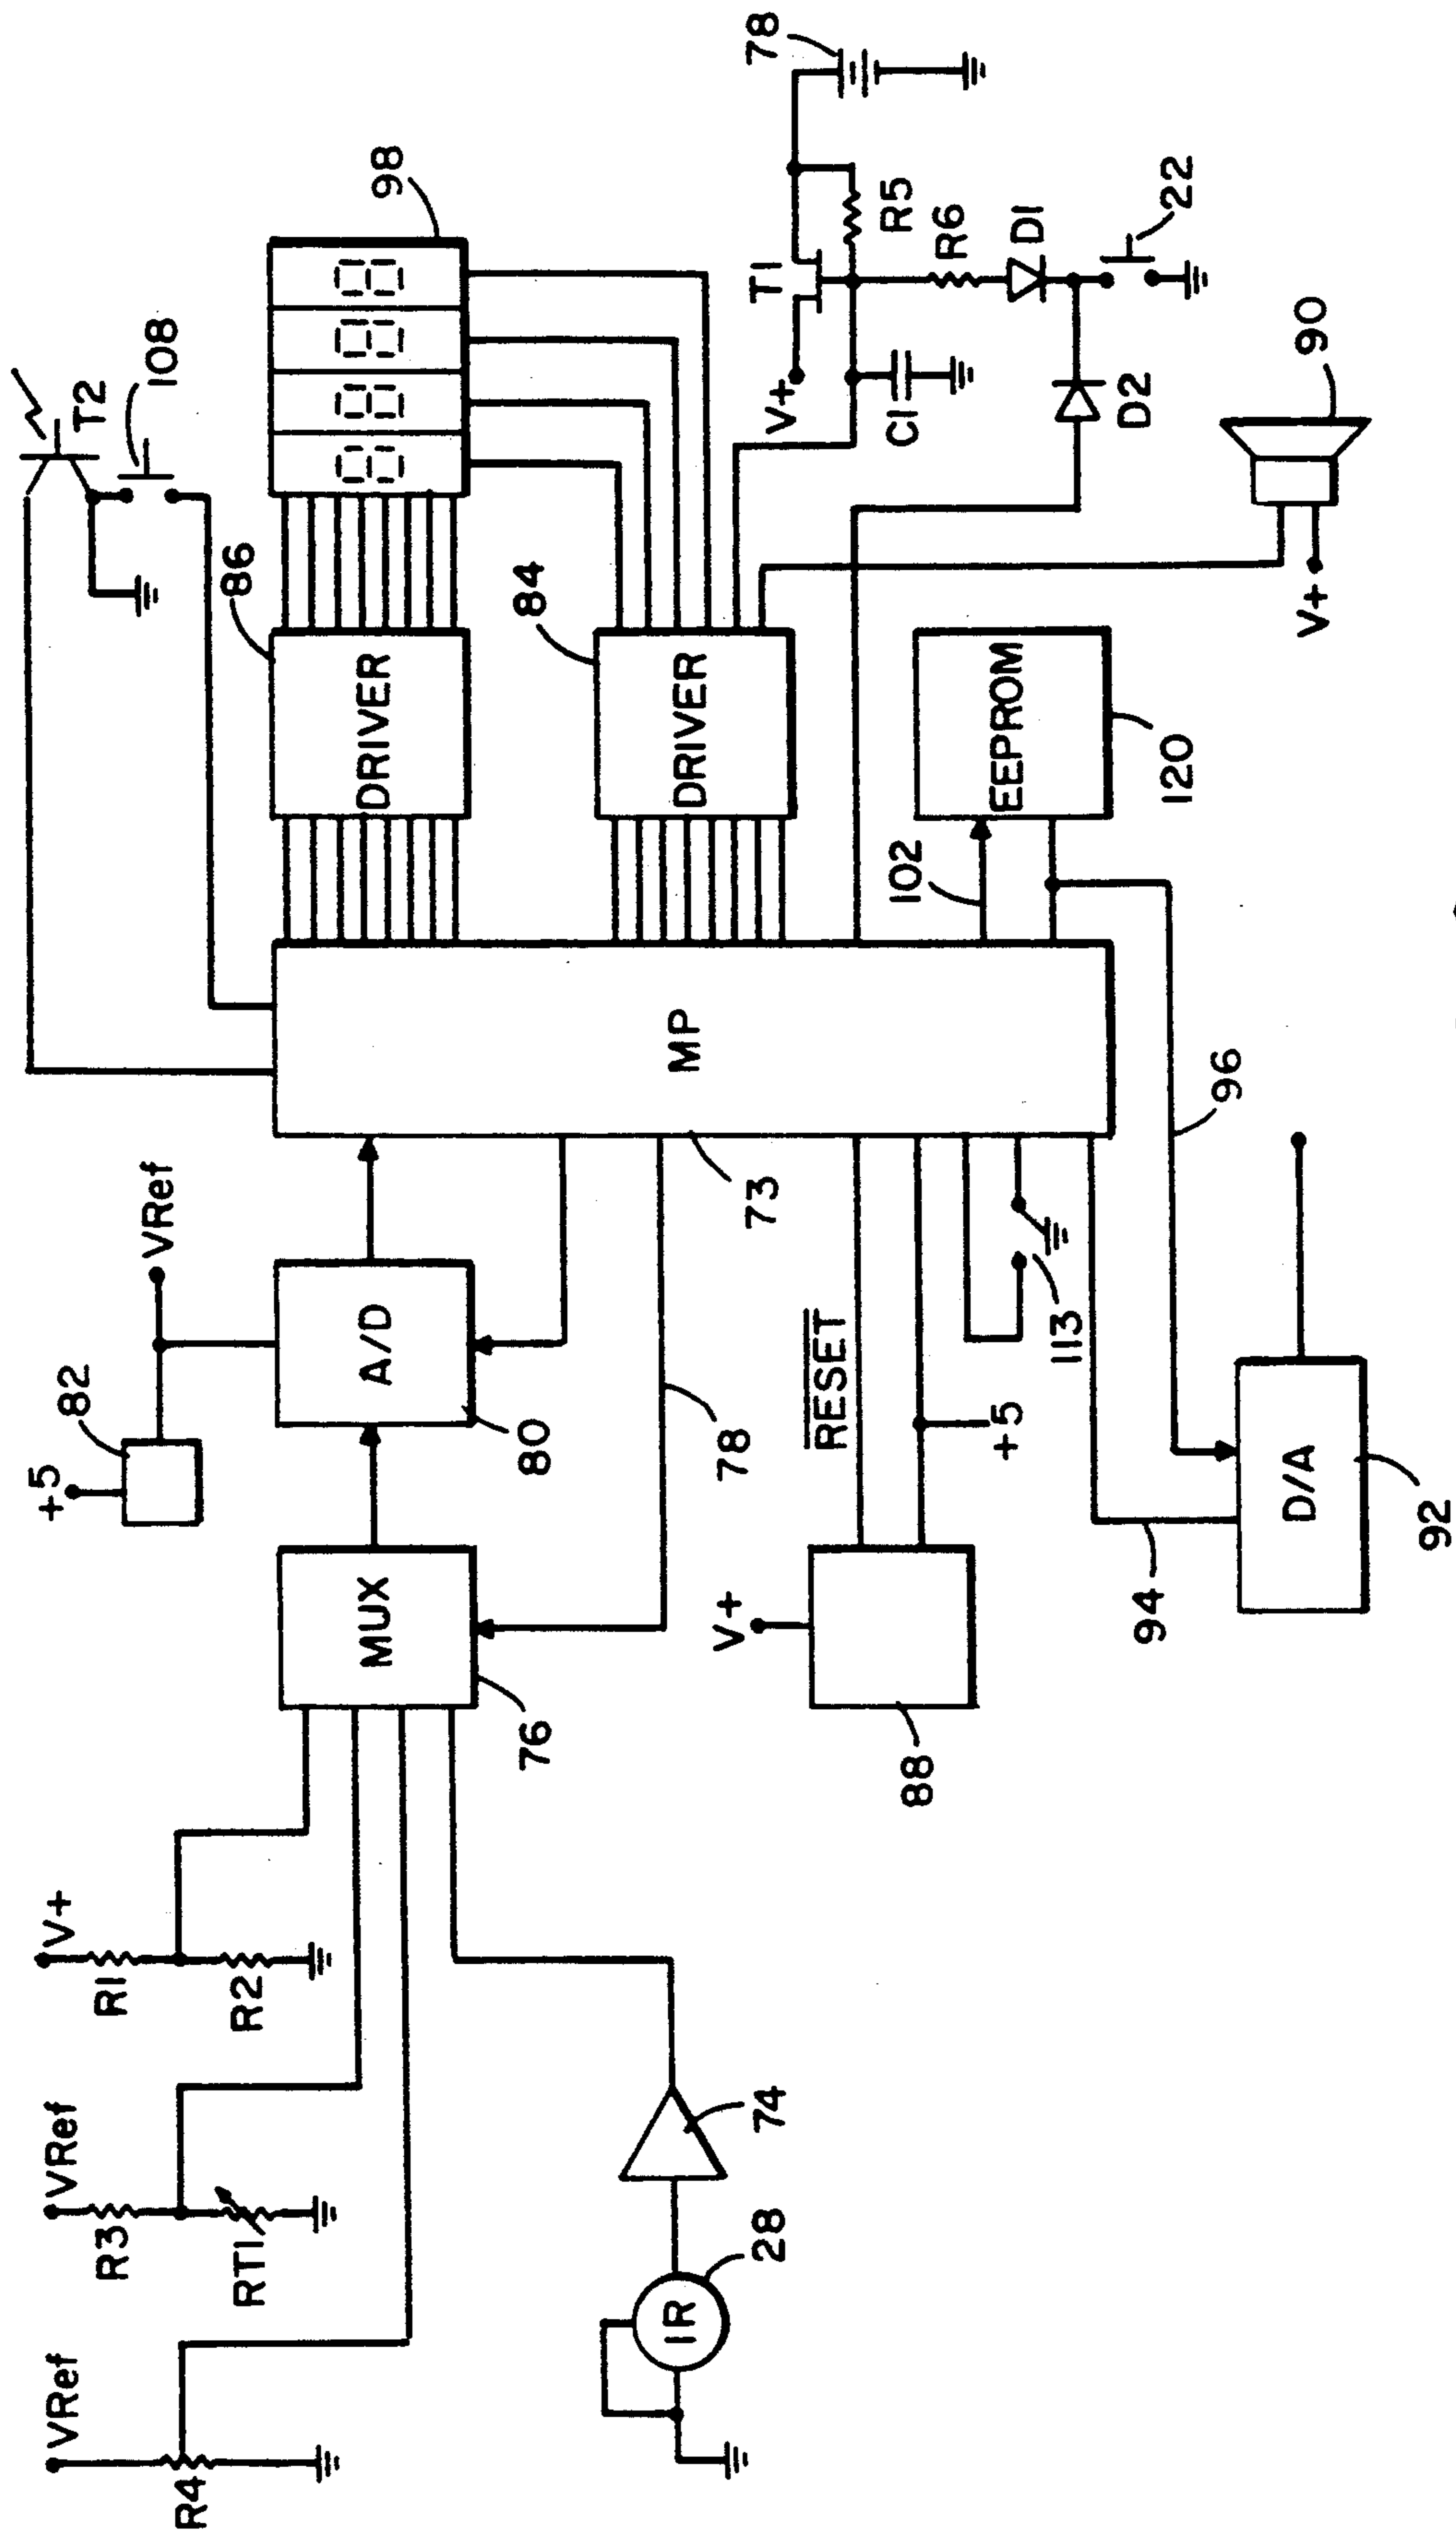 VRef
R4
VRef
R3
RT1
V+
R1
R2
IR
28
74
MUX
76
+5
82
VRef
A/D
80
78
V+
88
RESET
+5
113
73
MP
94
96
D/A
92
T2
108
86
DRIVER
98
84
DRIVER
102
EEPROM
120
78
T1
V+
R5
C1
R6
D1
D2
22
90
V+